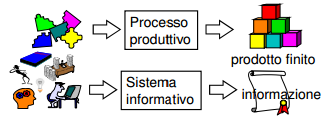 Processo
produttivo
prodotto finito
Sistema
informativo
informazione